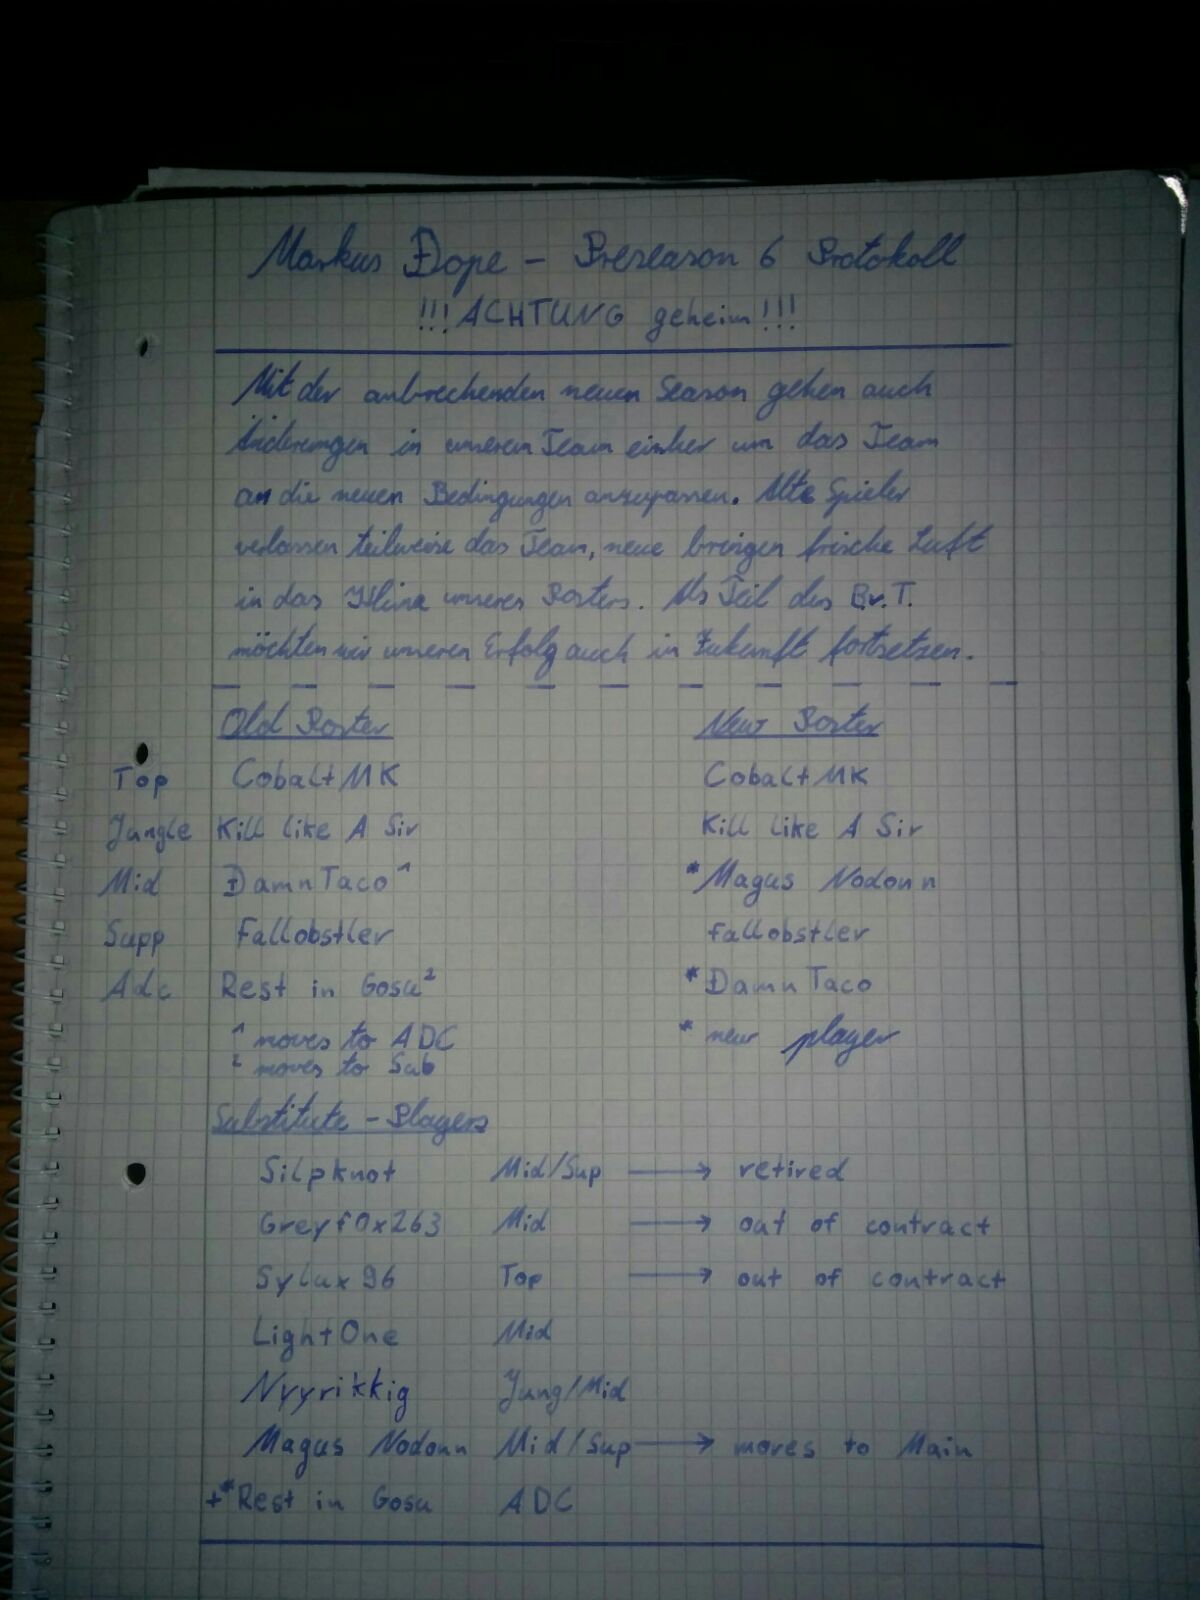 Markus Dope - Preseason 6 Protokoll
!!! ACHTUNG geheim !!!
Mit der anbrechenden neuen Season gehen auch
Änderungen in unserem Team einher um das Team
an die neuen Bedingungen anzupassen. Alte Spieler
verlassen teilweise das Team, neue bringen frische Luft
in das Klima unseres Rosters. Als Teil des B.v.T.
möchten wir unseren Erfolg auch in Zukunft fortsetzen.
Old Roster New Roster
Top Cobalt MK Cobalt MK
Jungle Kill like A Sir Kill like A Sir
Mid DamnTaco ¹ * Magus Nodonn
Supp Fallobstler Fallobstler
Adc Rest in Gosu ² * DamnTaco
¹ moves to ADC * new player
² moves to Sub
Substitute - Players
Silpknot Mid/Sup → retired
Greyf0x263 Mid → out of contract
Sylux96 Top → out of contract
LightOne Mid
Nyyrikkig Jung/Mid
Magus Nodonn Mid/Sup → moves to Main
+* Rest in Gosu ADC